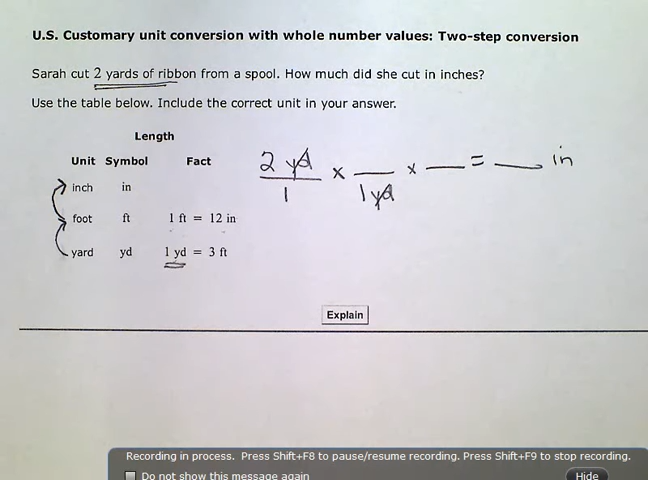 U.S. Customary unit conversion with whole number values: Two-step conversion
Sarah cut 2 yards of ribbon from a spool. How much did she cut in inches?
Use the table below. Include the correct unit in your answer.
Length
Unit Symbol Fact
inch in
foot ft 1 ft = 12 in
yard yd 1 yd = 3 ft
2 yd × × = in
1 1 yd
Explain
Recording in process. Press Shift+F8 to pause/resume recording. Press Shift+F9 to stop recording.
Do not show this message again Hide